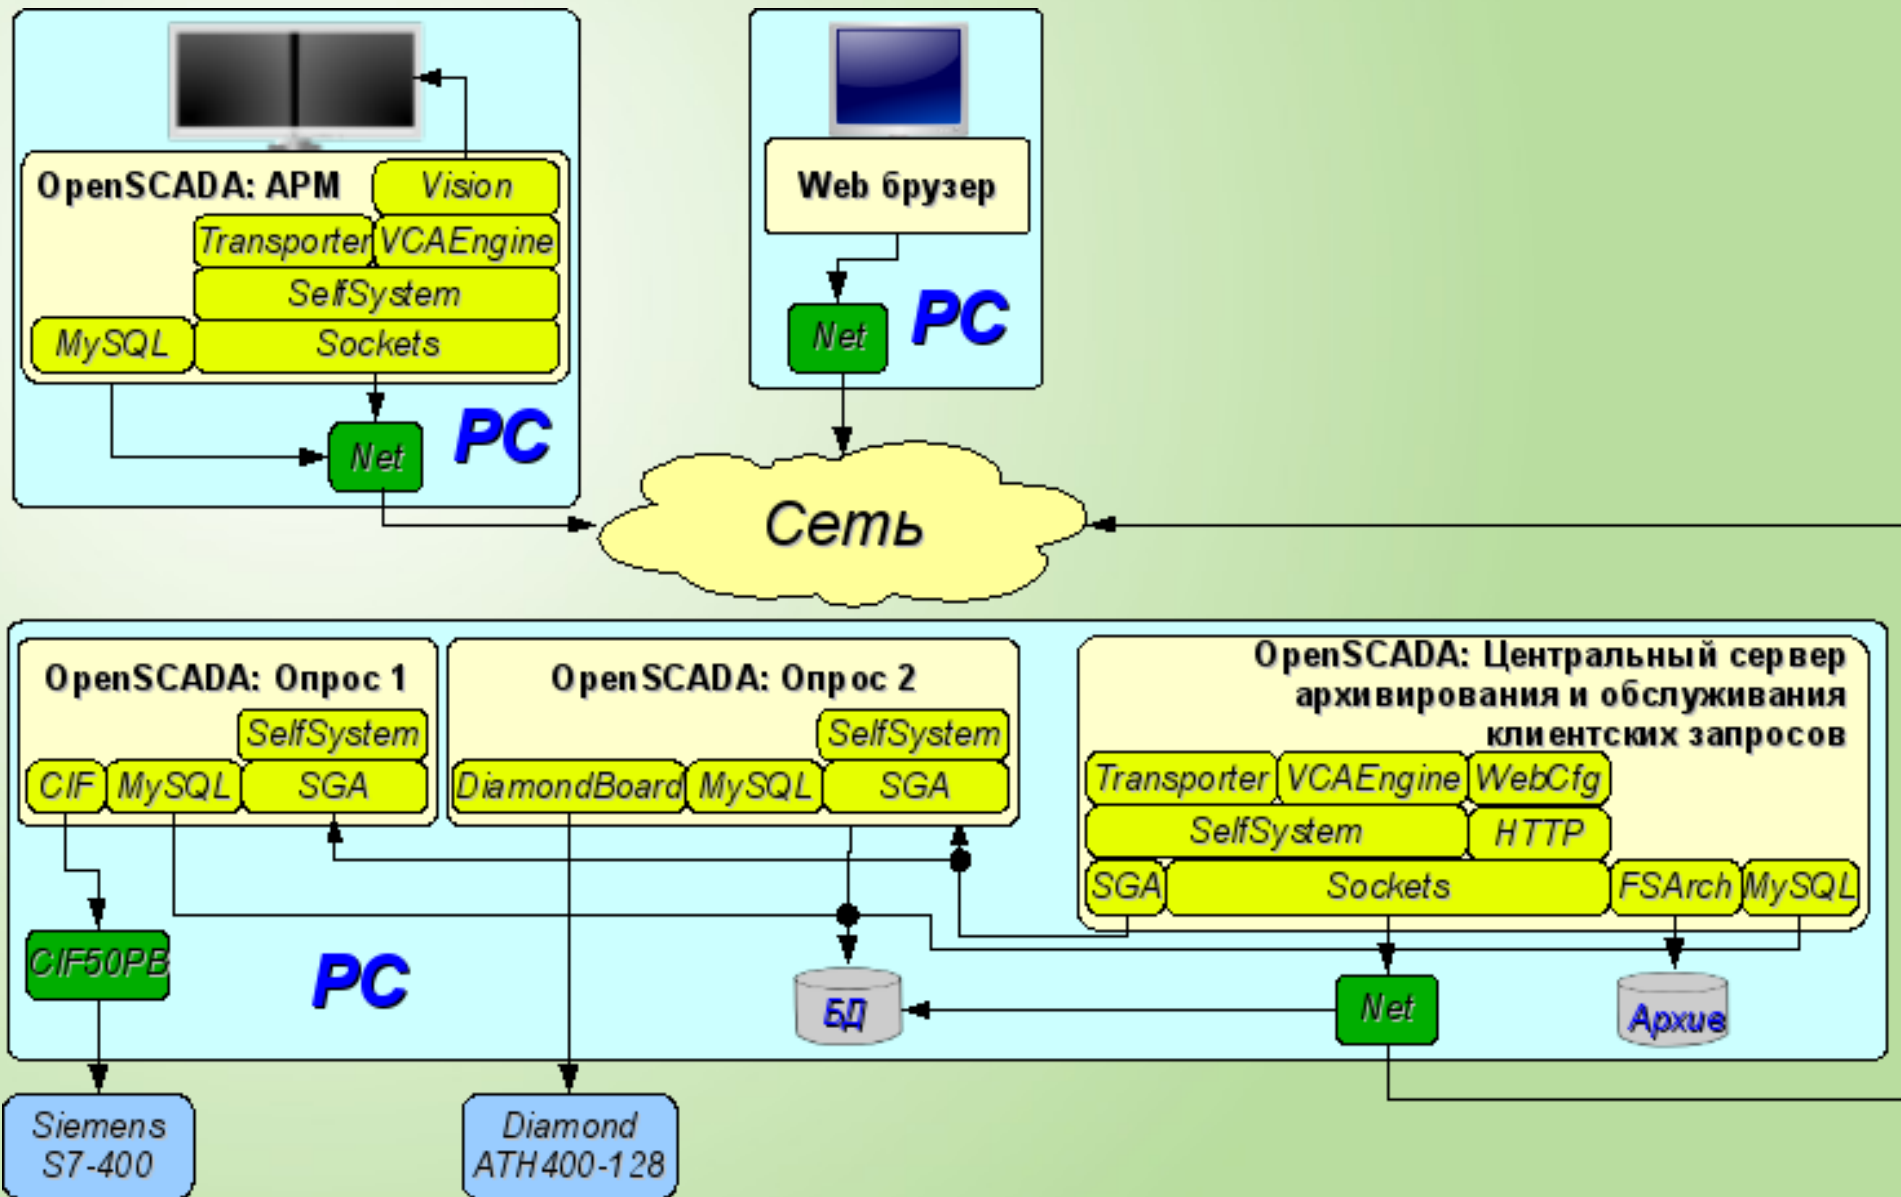 OpenSCADA: АРМ
Vision
Transporter
VCAEngine
SelfSystem
MySQL
Sockets
Net
PC
Web брузер
Net
PC
Сеть
OpenSCADA: Опрос 1
SelfSystem
CIF
MySQL
SGA
OpenSCADA: Опрос 2
SelfSystem
DiamondBoard
MySQL
SGA
OpenSCADA: Центральный сервер
архивирования и обслуживания
клиентских запросов
Transporter
VCAEngine
WebCfg
SelfSystem
HTTP
SGA
Sockets
FSArch
MySQL
CIF50PB
PC
БД
Net
Архив
Siemens
S7-400
Diamond
ATH400-128